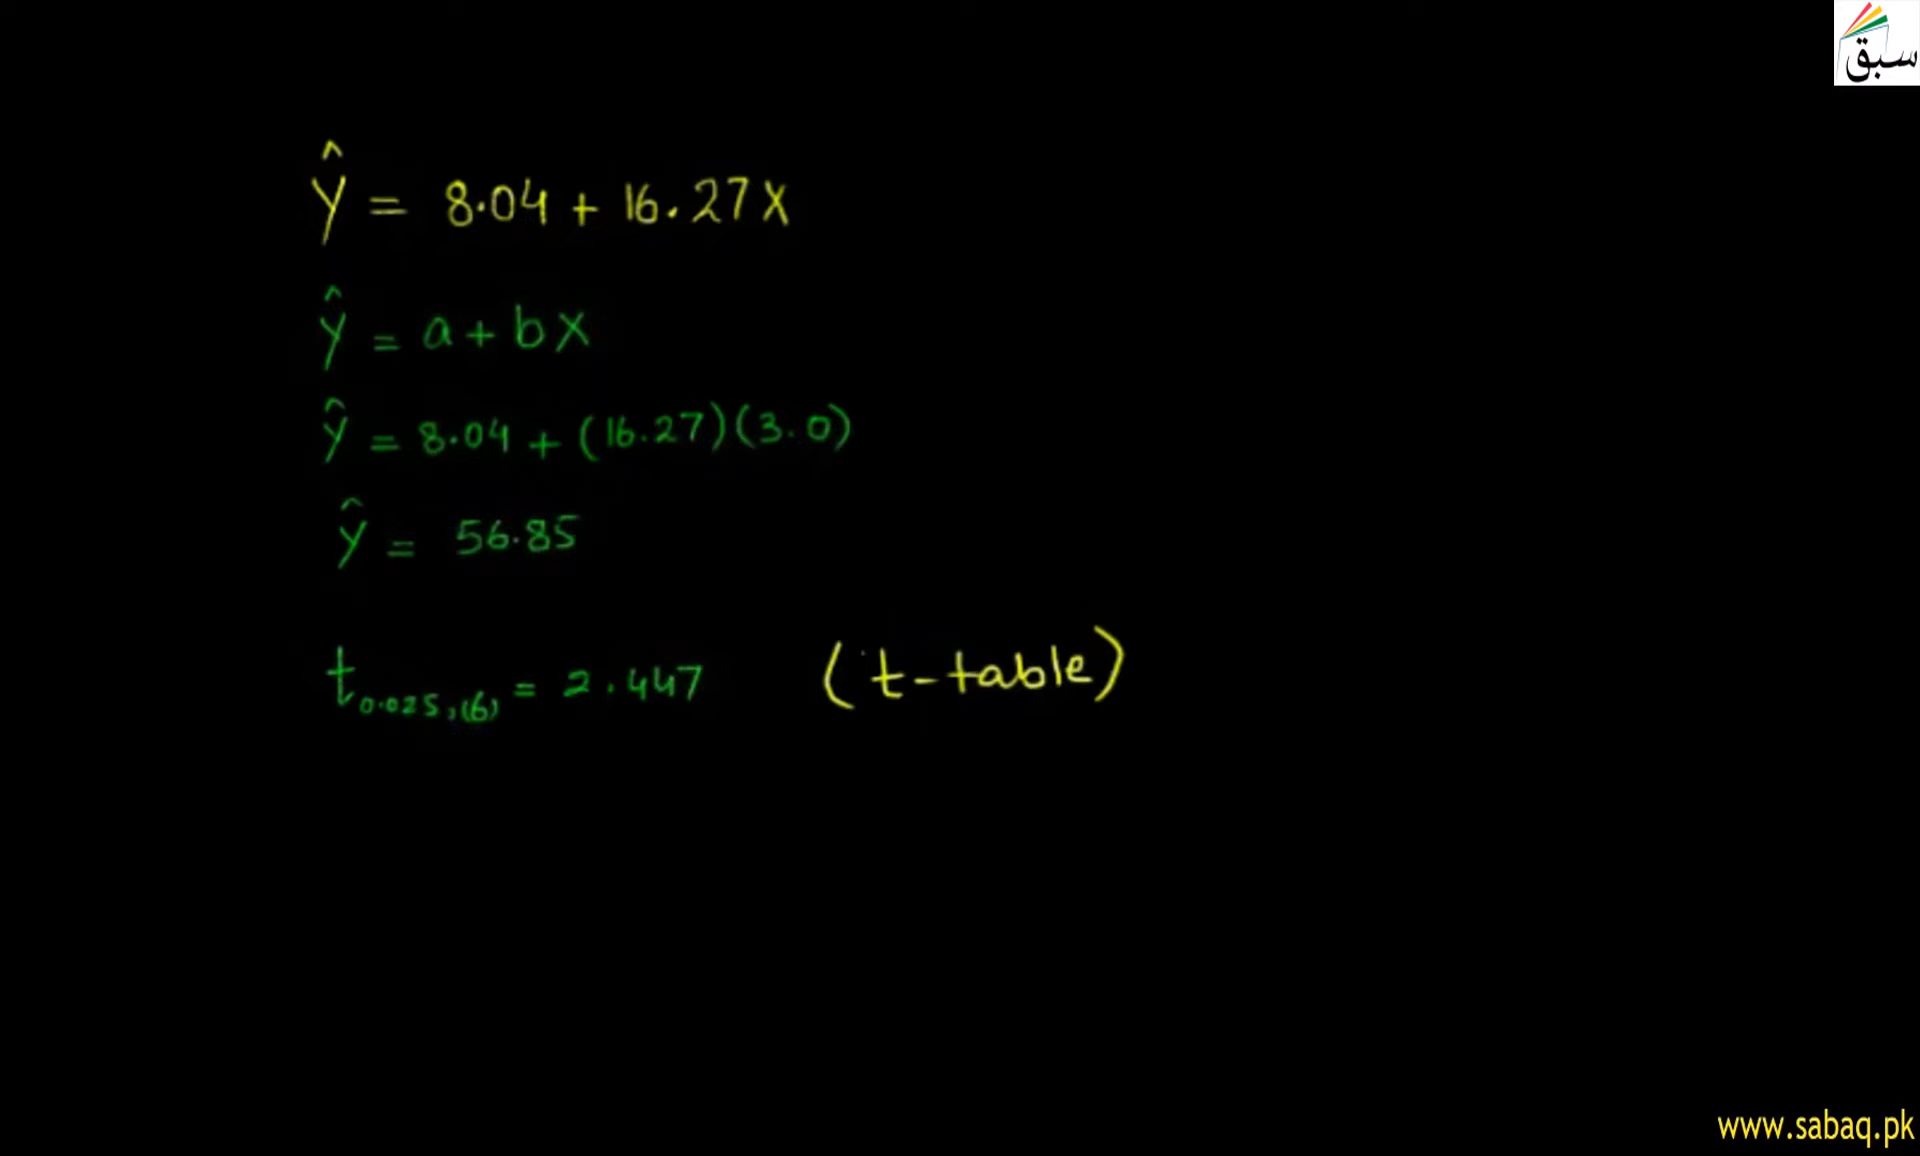 سبق
Ŷ = 8.04 + 16.27X
Ŷ = a + bX
Ŷ = 8.04 + (16.27)(3.0)
Ŷ = 56.85
t0.025,(6) = 2.447 (t-table)
www.sabaq.pk